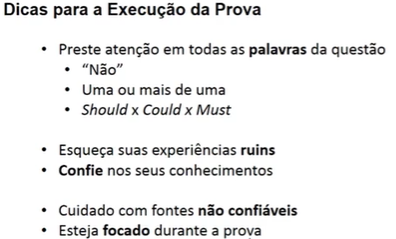 Dicas para a Execução da Prova
• Preste atenção em todas as palavras da questão
• “Não”
• Uma ou mais de uma
• Should x Could x Must
• Esqueça suas experiências ruins
• Confie nos seus conhecimentos
• Cuidado com fontes não confiáveis
• Esteja focado durante a prova